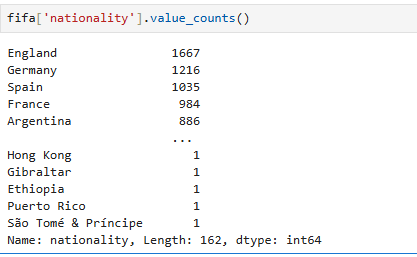 fifa['nationality'].value_counts()
England 1667
Germany 1216
Spain 1035
France 984
Argentina 886
...
Hong Kong 1
Gibraltar 1
Ethiopia 1
Puerto Rico 1
São Tomé & Príncipe 1
Name: nationality, Length: 162, dtype: int64